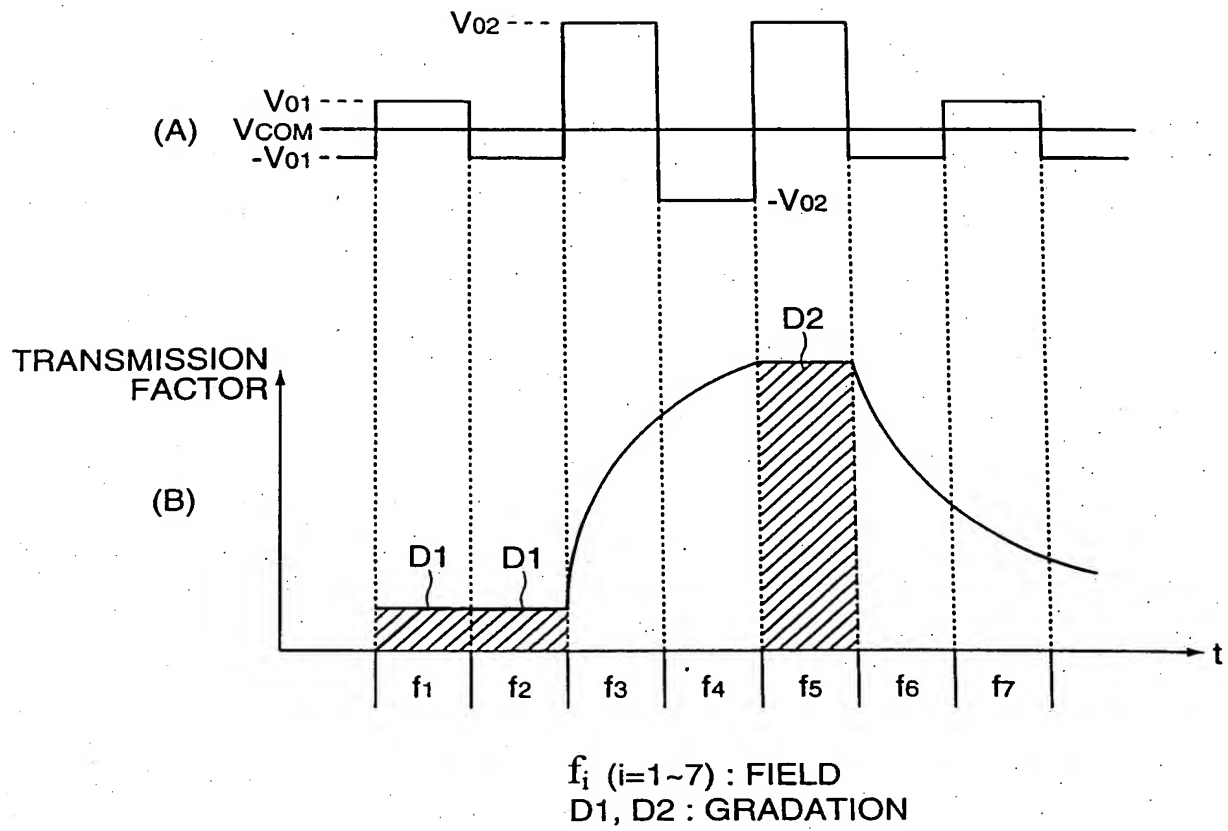 V02
V01
(A) VCOM
-V01
-V02
D2
TRANSMISSION
FACTOR
(B)
D1 D1
t
f1 f2 f3 f4 f5 f6 f7
fi (i=1~7) : FIELD
D1, D2 : GRADATION